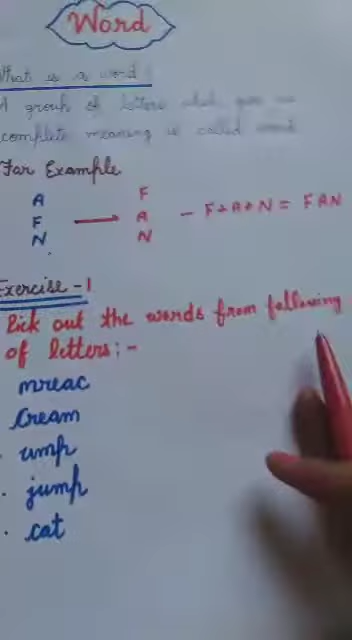 Word
What is a word:
A group of letters which give us
complete meaning is called word
For Example
A F
F → A - F+A+N = FAN
N N
Exercise - 1
Pick out the words from following
of letters:-
mreac
Cream
ump
jump
cat